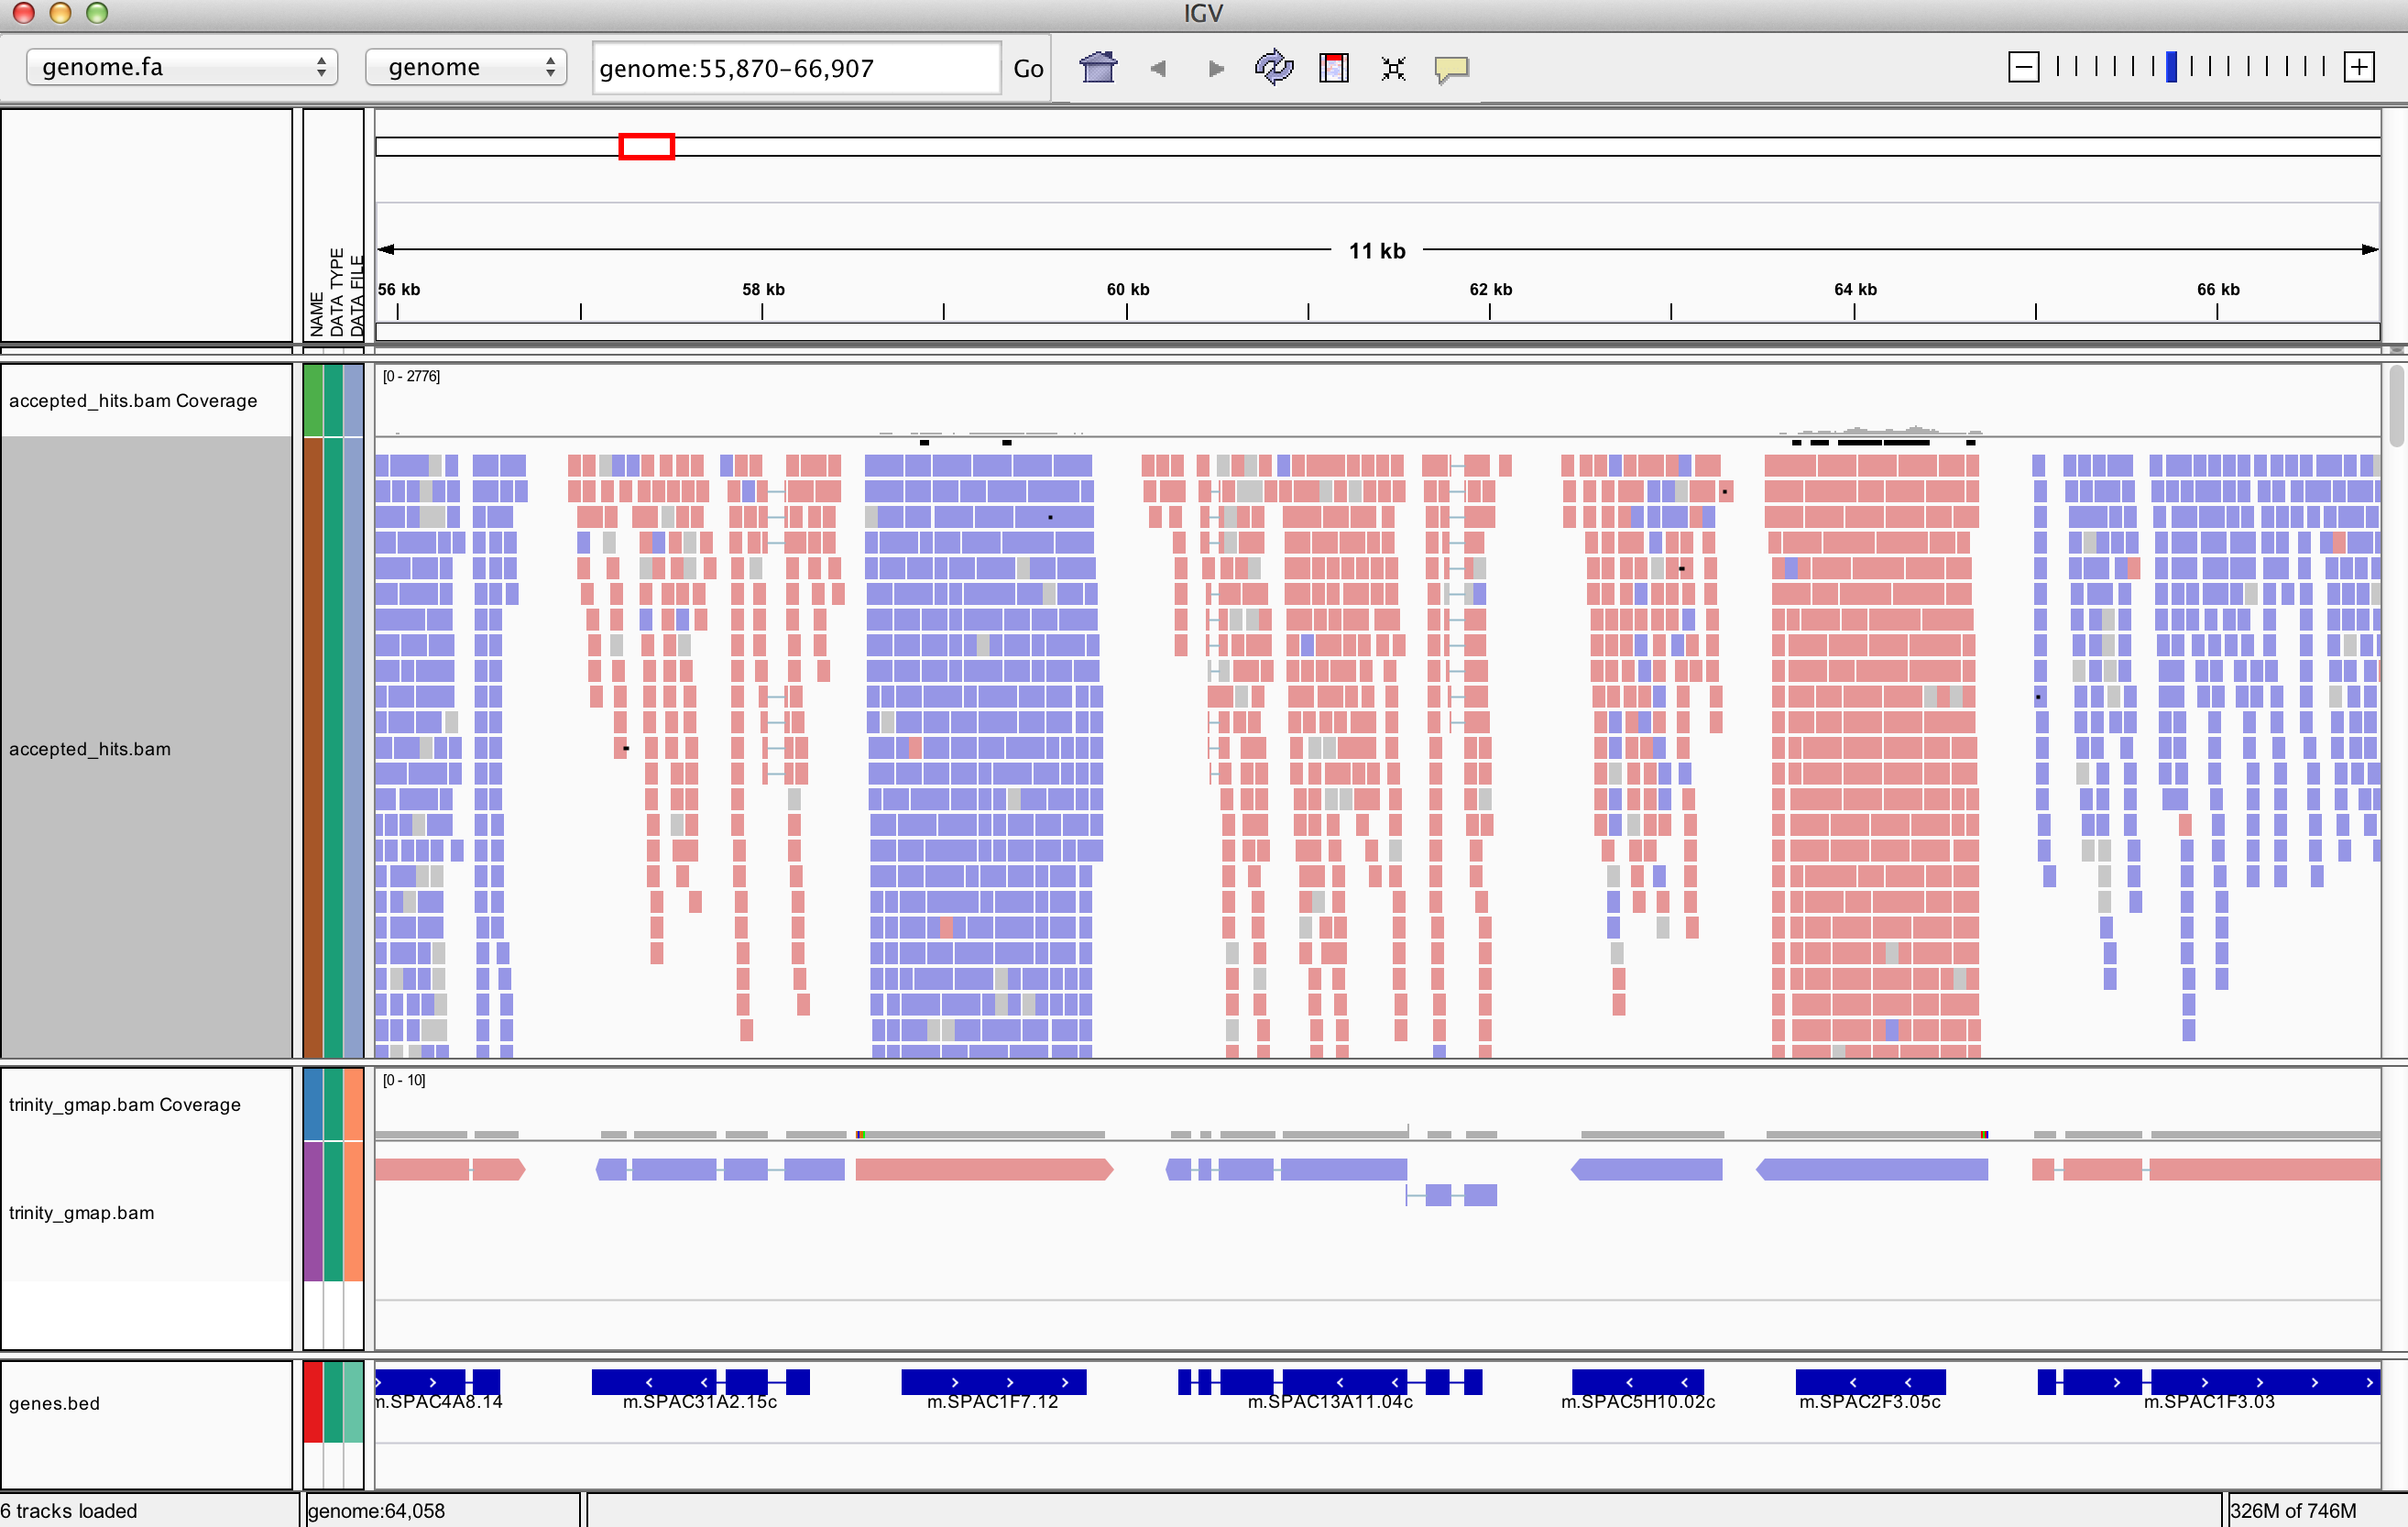 IGV
genome.fa genome genome:55,870-66,907 Go
NAME
DATA TYPE
DATA FILE
11 kb
56 kb 58 kb 60 kb 62 kb 64 kb 66 kb
[0 - 2776]
accepted_hits.bam Coverage
accepted_hits.bam
[0 - 10]
trinity_gmap.bam Coverage
trinity_gmap.bam
genes.bed
m.SPAC4A8.14 m.SPAC31A2.15c m.SPAC1F7.12 m.SPAC13A11.04c m.SPAC5H10.02c m.SPAC2F3.05c m.SPAC1F3.03
6 tracks loaded genome:64,058 326M of 746M